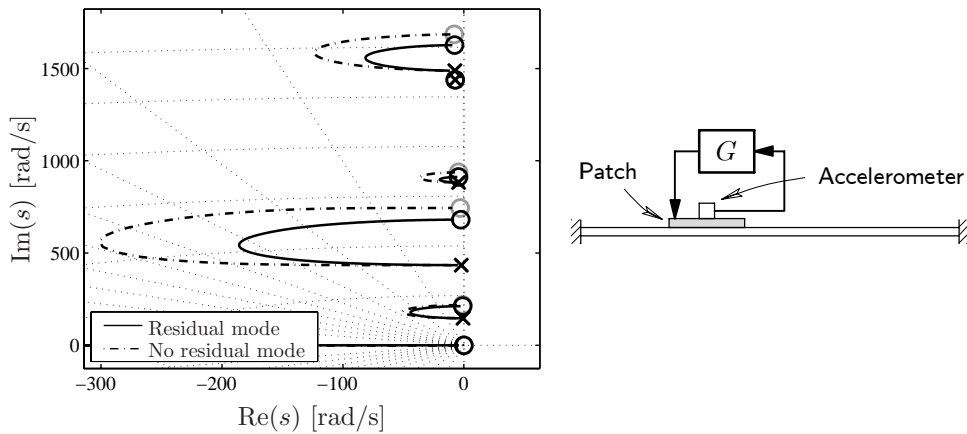 1500
1000
500
0
Im(s) [rad/s]
−300
−200
−100
0
Re(s) [rad/s]
Residual mode
No residual mode
G
Patch
Accelerometer